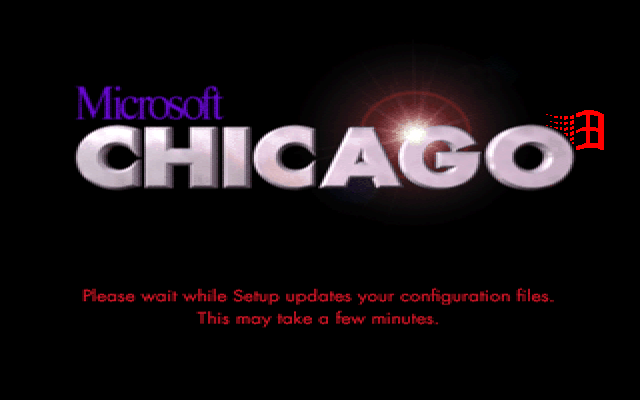 Microsoft
CHICAGO
Please wait while Setup updates your configuration files.
This may take a few minutes.